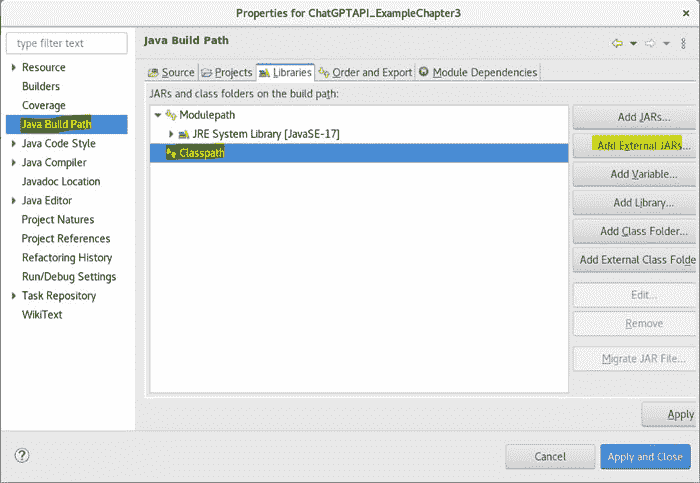 Properties for ChatGPTAPI_ExampleChapter3
type filter text
Resource
Builders
Coverage
Java Build Path
Java Code Style
Java Compiler
Javadoc Location
Java Editor
Project Natures
Project References
Refactoring History
Run/Debug Settings
Task Repository
WikiText
Java Build Path
Source Projects Libraries Order and Export Module Dependencies
JARs and class folders on the build path:
Modulepath
JRE System Library [JavaSE-17]
Classpath
Add JARs...
Add External JARs...
Add Variable...
Add Library...
Add Class Folder...
Add External Class Folde
Edit...
Remove
Migrate JAR File...
Apply
Cancel
Apply and Close